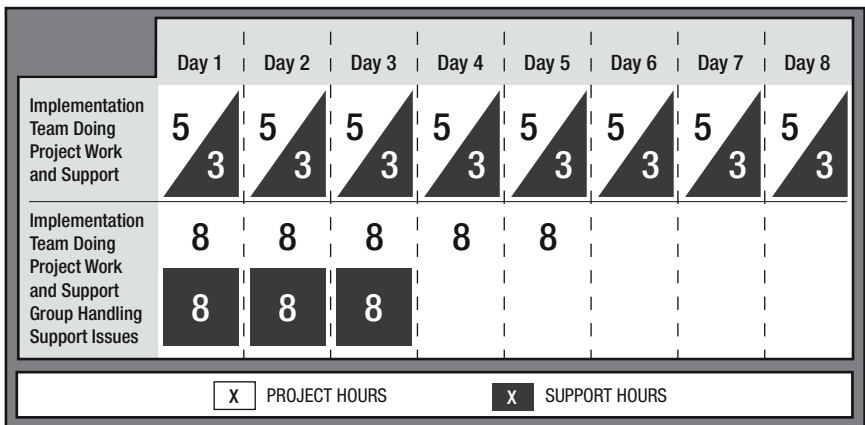 Day 1 Day 2 Day 3 Day 4 Day 5 Day 6 Day 7 Day 8
Implementation
Team Doing
Project Work
and Support
5 5 5 5 5 5 5 5
3 3 3 3 3 3 3 3
Implementation
Team Doing
Project Work
and Support
Group Handling
Support Issues
8 8 8 8 8
8 8 8
X PROJECT HOURS X SUPPORT HOURS